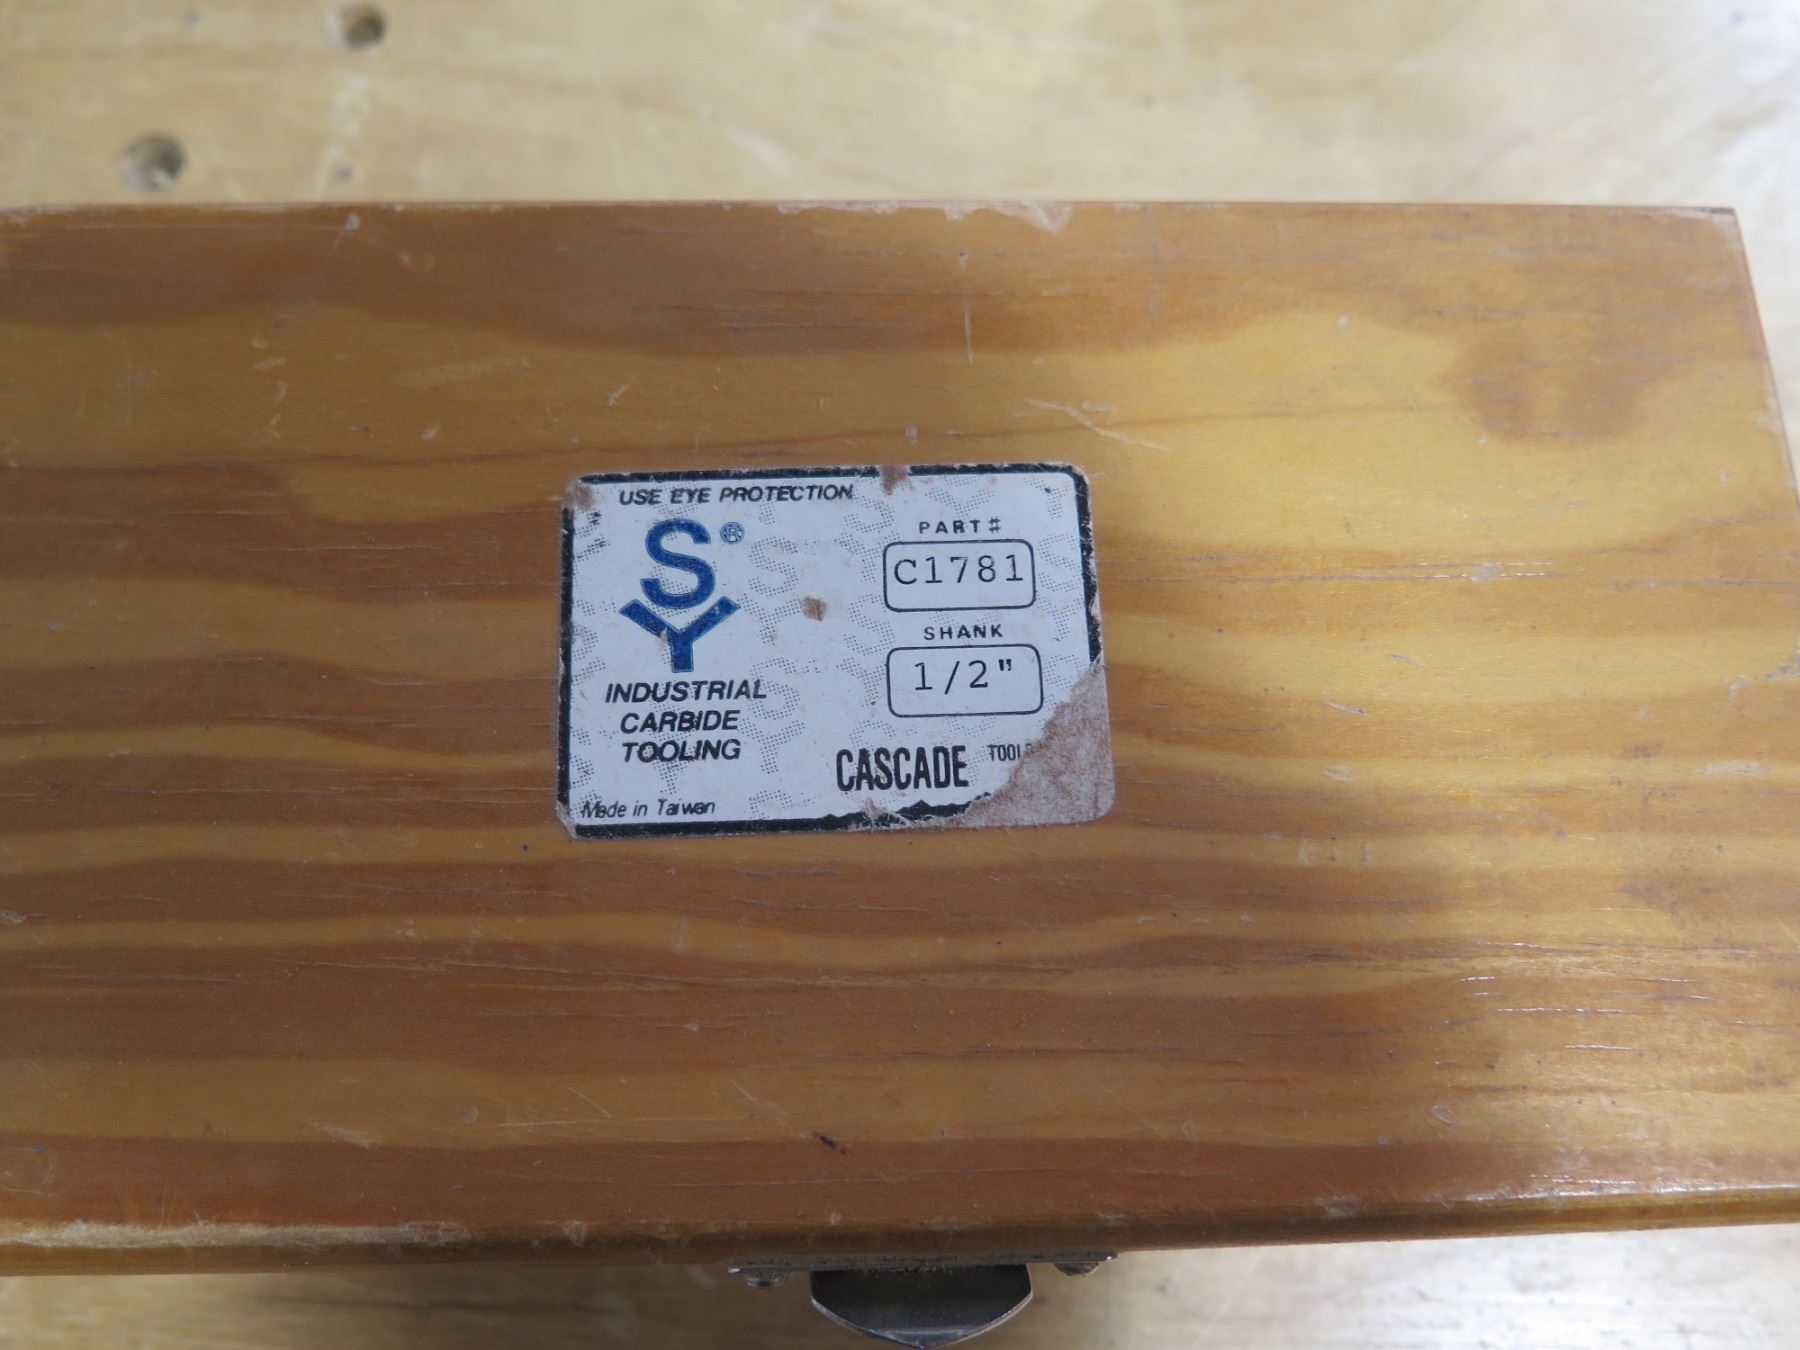 USE EYE PROTECTION
SY®
INDUSTRIAL
CARBIDE
TOOLING
Made in Taiwan
PART #
C1781
SHANK
1/2"
CASCADE